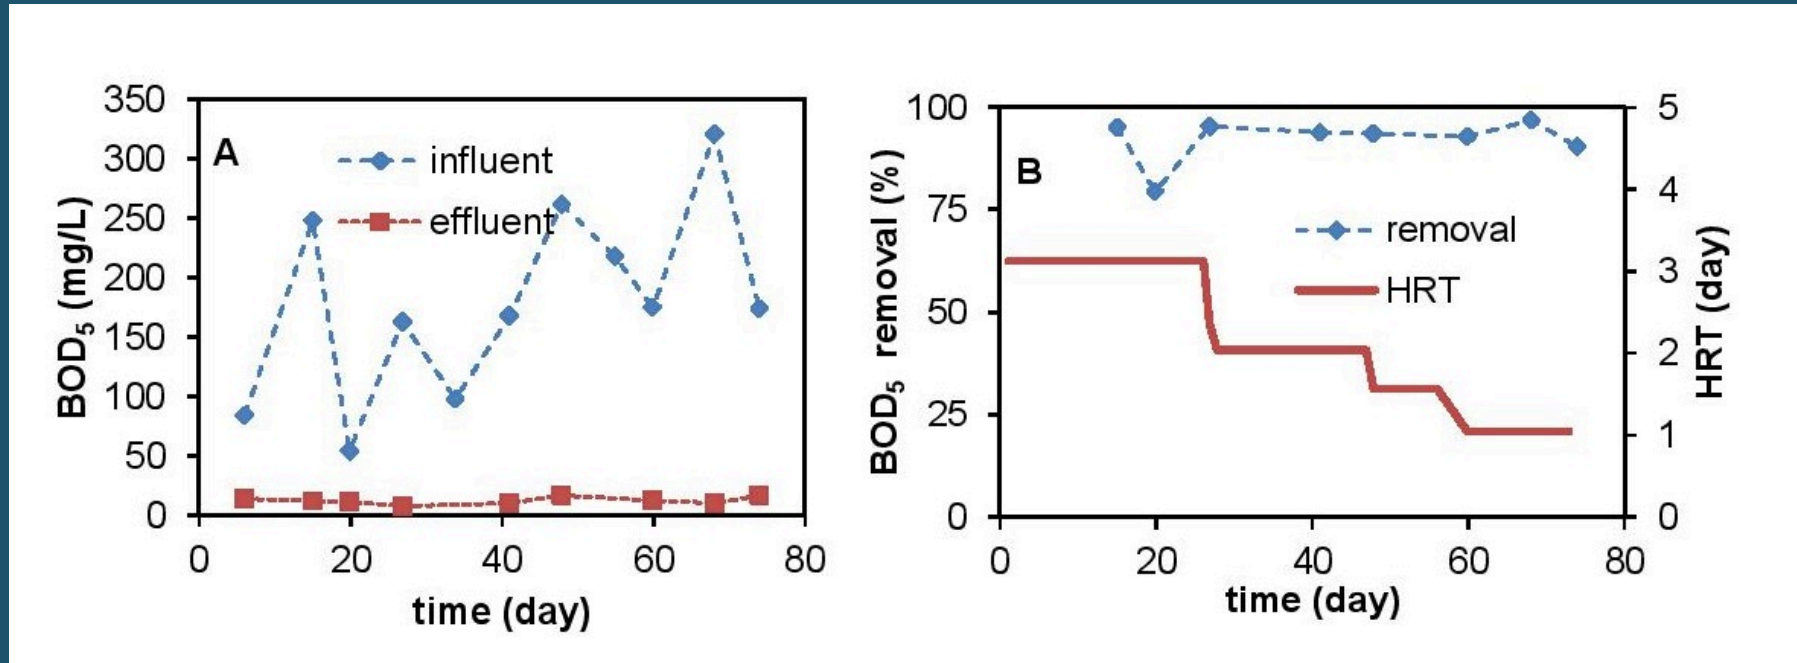 A
influent
effluent
350
300
250
200
150
100
50
0
BOD₅ (mg/L)
0 20 40 60 80
time (day)
B
removal
HRT
100
75
50
25
0
BOD₅ removal (%)
5
4
3
2
1
0
HRT (day)
0 20 40 60 80
time (day)